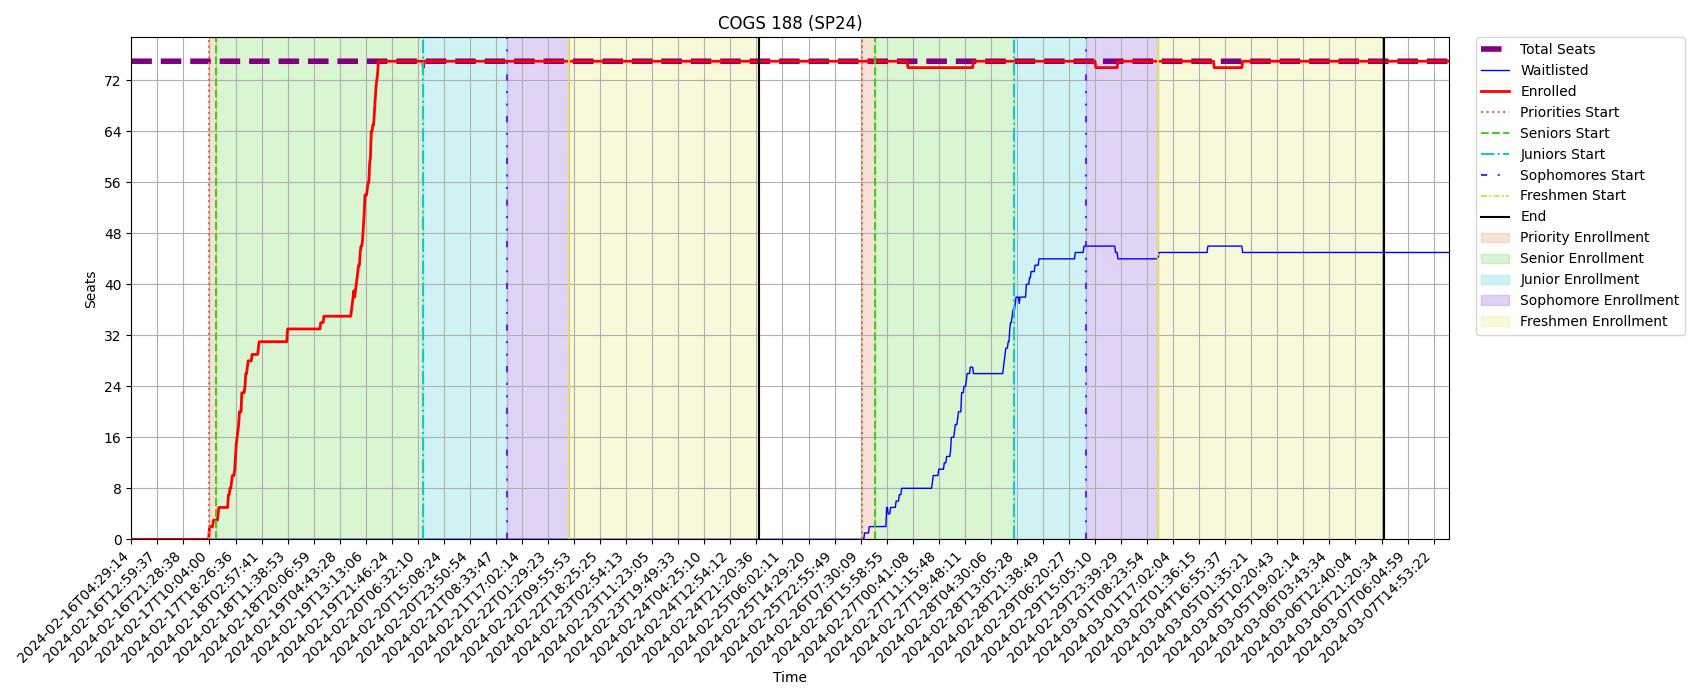 COGS 188 (SP24)
Seats
72
64
56
48
40
32
24
16
8
0
2024-02-16T04:29:14
2024-02-16T12:59:37
2024-02-16T21:28:38
2024-02-17T10:04:00
2024-02-17T18:26:36
2024-02-18T02:57:41
2024-02-18T11:38:53
2024-02-18T20:06:59
2024-02-19T04:43:28
2024-02-19T13:13:06
2024-02-19T21:46:24
2024-02-20T06:32:10
2024-02-20T15:08:24
2024-02-20T23:50:54
2024-02-21T08:33:47
2024-02-21T17:02:14
2024-02-22T01:29:23
2024-02-22T09:55:53
2024-02-22T18:25:25
2024-02-23T02:54:13
2024-02-23T11:23:05
2024-02-23T19:49:33
2024-02-24T04:25:10
2024-02-24T12:54:12
2024-02-24T21:20:36
2024-02-25T06:02:11
2024-02-25T14:29:20
2024-02-25T22:55:49
2024-02-26T07:30:09
2024-02-26T15:58:55
2024-02-27T00:41:08
2024-02-27T11:15:48
2024-02-27T19:48:11
2024-02-28T04:30:06
2024-02-28T13:05:28
2024-02-28T21:38:49
2024-02-29T06:20:27
2024-02-29T15:05:10
2024-02-29T23:39:29
2024-03-01T08:23:54
2024-03-01T17:02:04
2024-03-02T01:36:15
2024-03-04T16:55:37
2024-03-05T01:35:21
2024-03-05T10:20:43
2024-03-05T19:02:14
2024-03-06T03:43:34
2024-03-06T12:40:04
2024-03-06T21:20:34
2024-03-07T06:04:59
2024-03-07T14:53:22
Time
Total Seats
Waitlisted
Enrolled
Priorities Start
Seniors Start
Juniors Start
Sophomores Start
Freshmen Start
End
Priority Enrollment
Senior Enrollment
Junior Enrollment
Sophomore Enrollment
Freshmen Enrollment